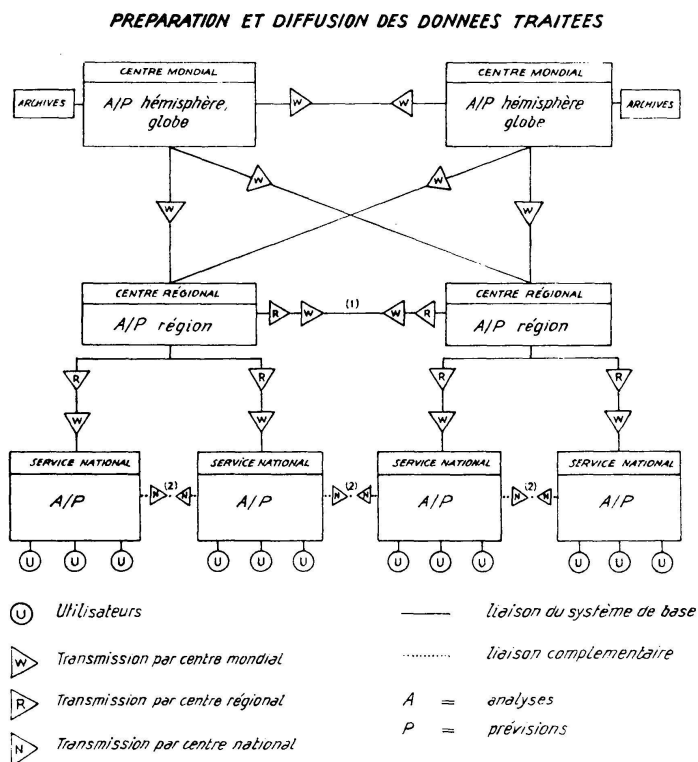 PREPARATION ET DIFFUSION DES DONNEES TRAITEES
CENTRE MONDIAL
CENTRE MONDIAL
ARCHIVES
A/P hémisphère,
globe
W
W
A/P hémisphère
globe
ARCHIVES
W
W
W
W
CENTRE RÉGIONAL
CENTRE RÉGIONAL
A/P région
R
W
(1)
W
R
A/P région
R
R
R
R
W
W
W
W
SERVICE NATIONAL
SERVICE NATIONAL
SERVICE NATIONAL
SERVICE NATIONAL
A/P
N
(2)
N
A/P
N
(2)
N
A/P
N
(2)
N
A/P
U
U
U
U
U
U
U
U
U
U
U
U
U Utilisateurs
liaison du système de base
W Transmission par centre mondial
liaison complementaire
R Transmission par centre régional
A = analyses
N Transmission par centre national
P = prévisions